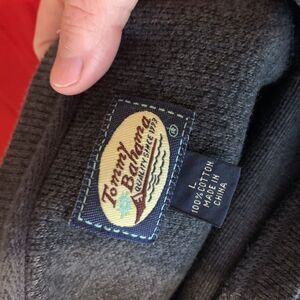 Tommy
Bahama
QUALITY SINCE 1993
®
L
100% COTTON
MADE IN
CHINA